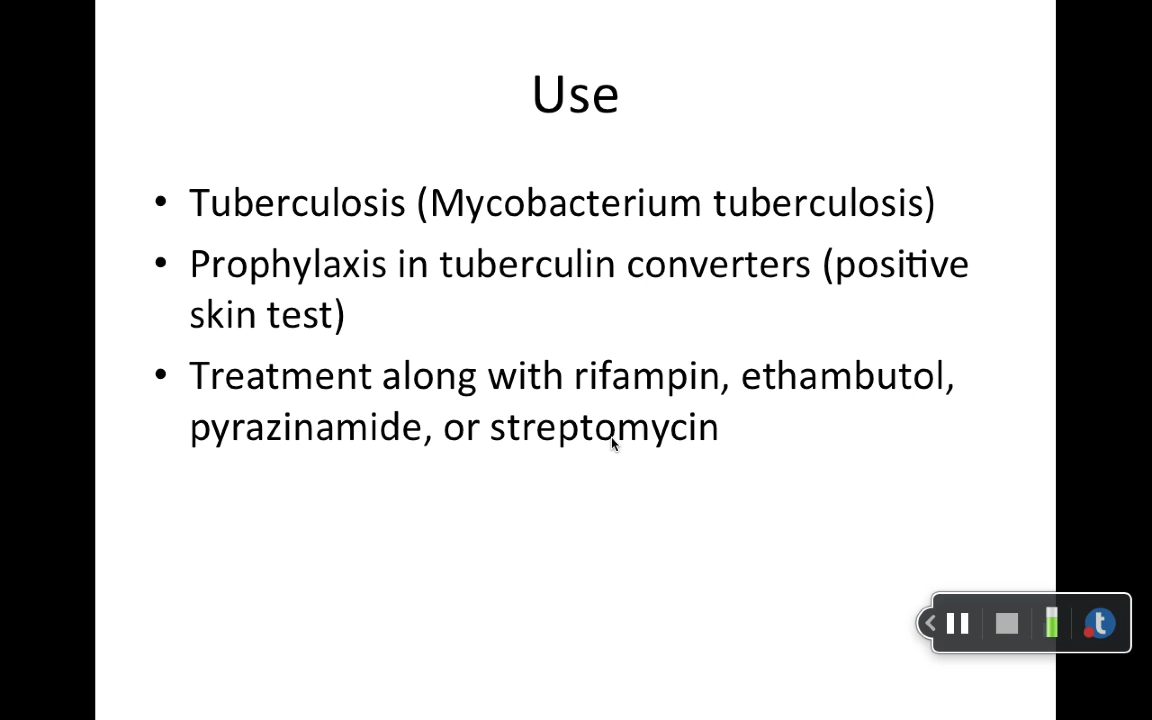 Use
• Tuberculosis (Mycobacterium tuberculosis)
• Prophylaxis in tuberculin converters (positive
skin test)
• Treatment along with rifampin, ethambutol,
pyrazinamide, or streptomycin
t